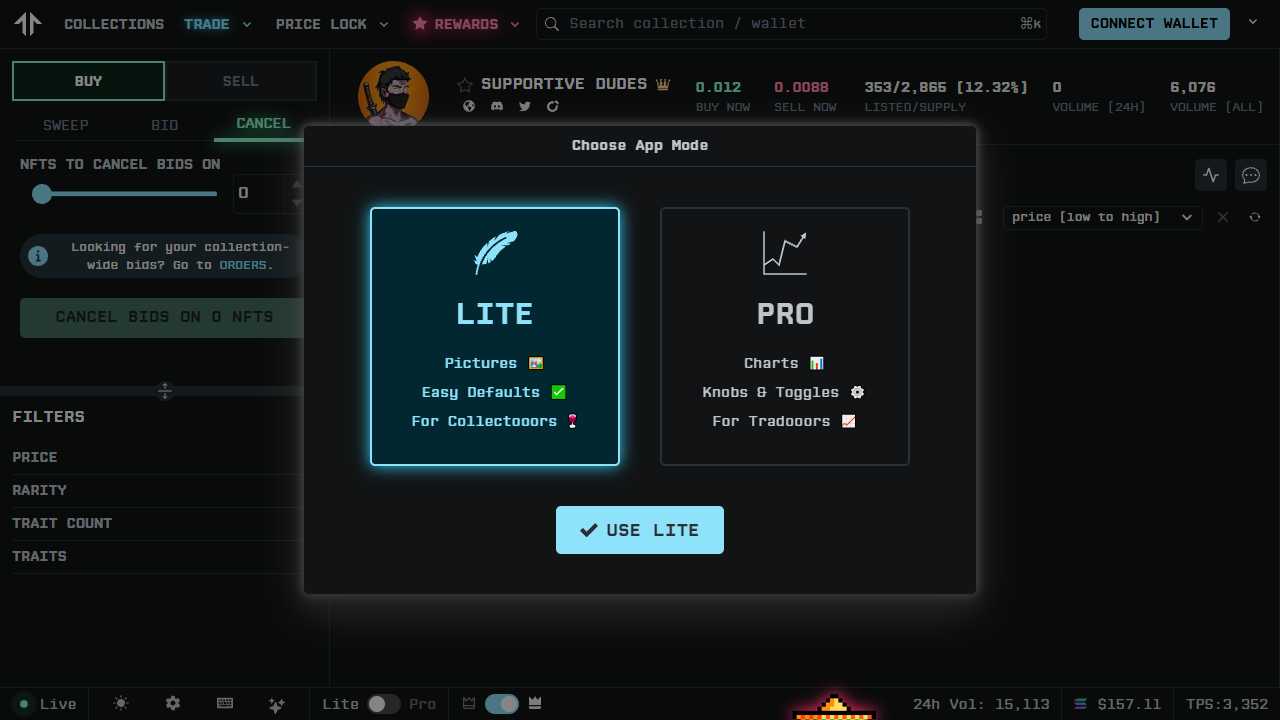 COLLECTIONS TRADE PRICE LOCK REWARDS Search collection / wallet ⌘K CONNECT WALLET
BUY SELL
SWEEP BID CANCEL
NFTS TO CANCEL BIDS ON
0
Looking for your collection-
wide bids? Go to ORDERS.
CANCEL BIDS ON 0 NFTS
FILTERS
PRICE
RARITY
TRAIT COUNT
TRAITS
SUPPORTIVE DUDES
0.012 0.0088 353/2,865 [12.32%] 0 6,076
BUY NOW SELL NOW LISTED/SUPPLY VOLUME [24H] VOLUME [ALL]
price [low to high]
Choose App Mode
LITE
Pictures
Easy Defaults
For Collectooors
PRO
Charts
Knobs & Toggles
For Tradooors
USE LITE
Live Lite Pro 24h Vol: 15,113 $157.11 TPS:3,352